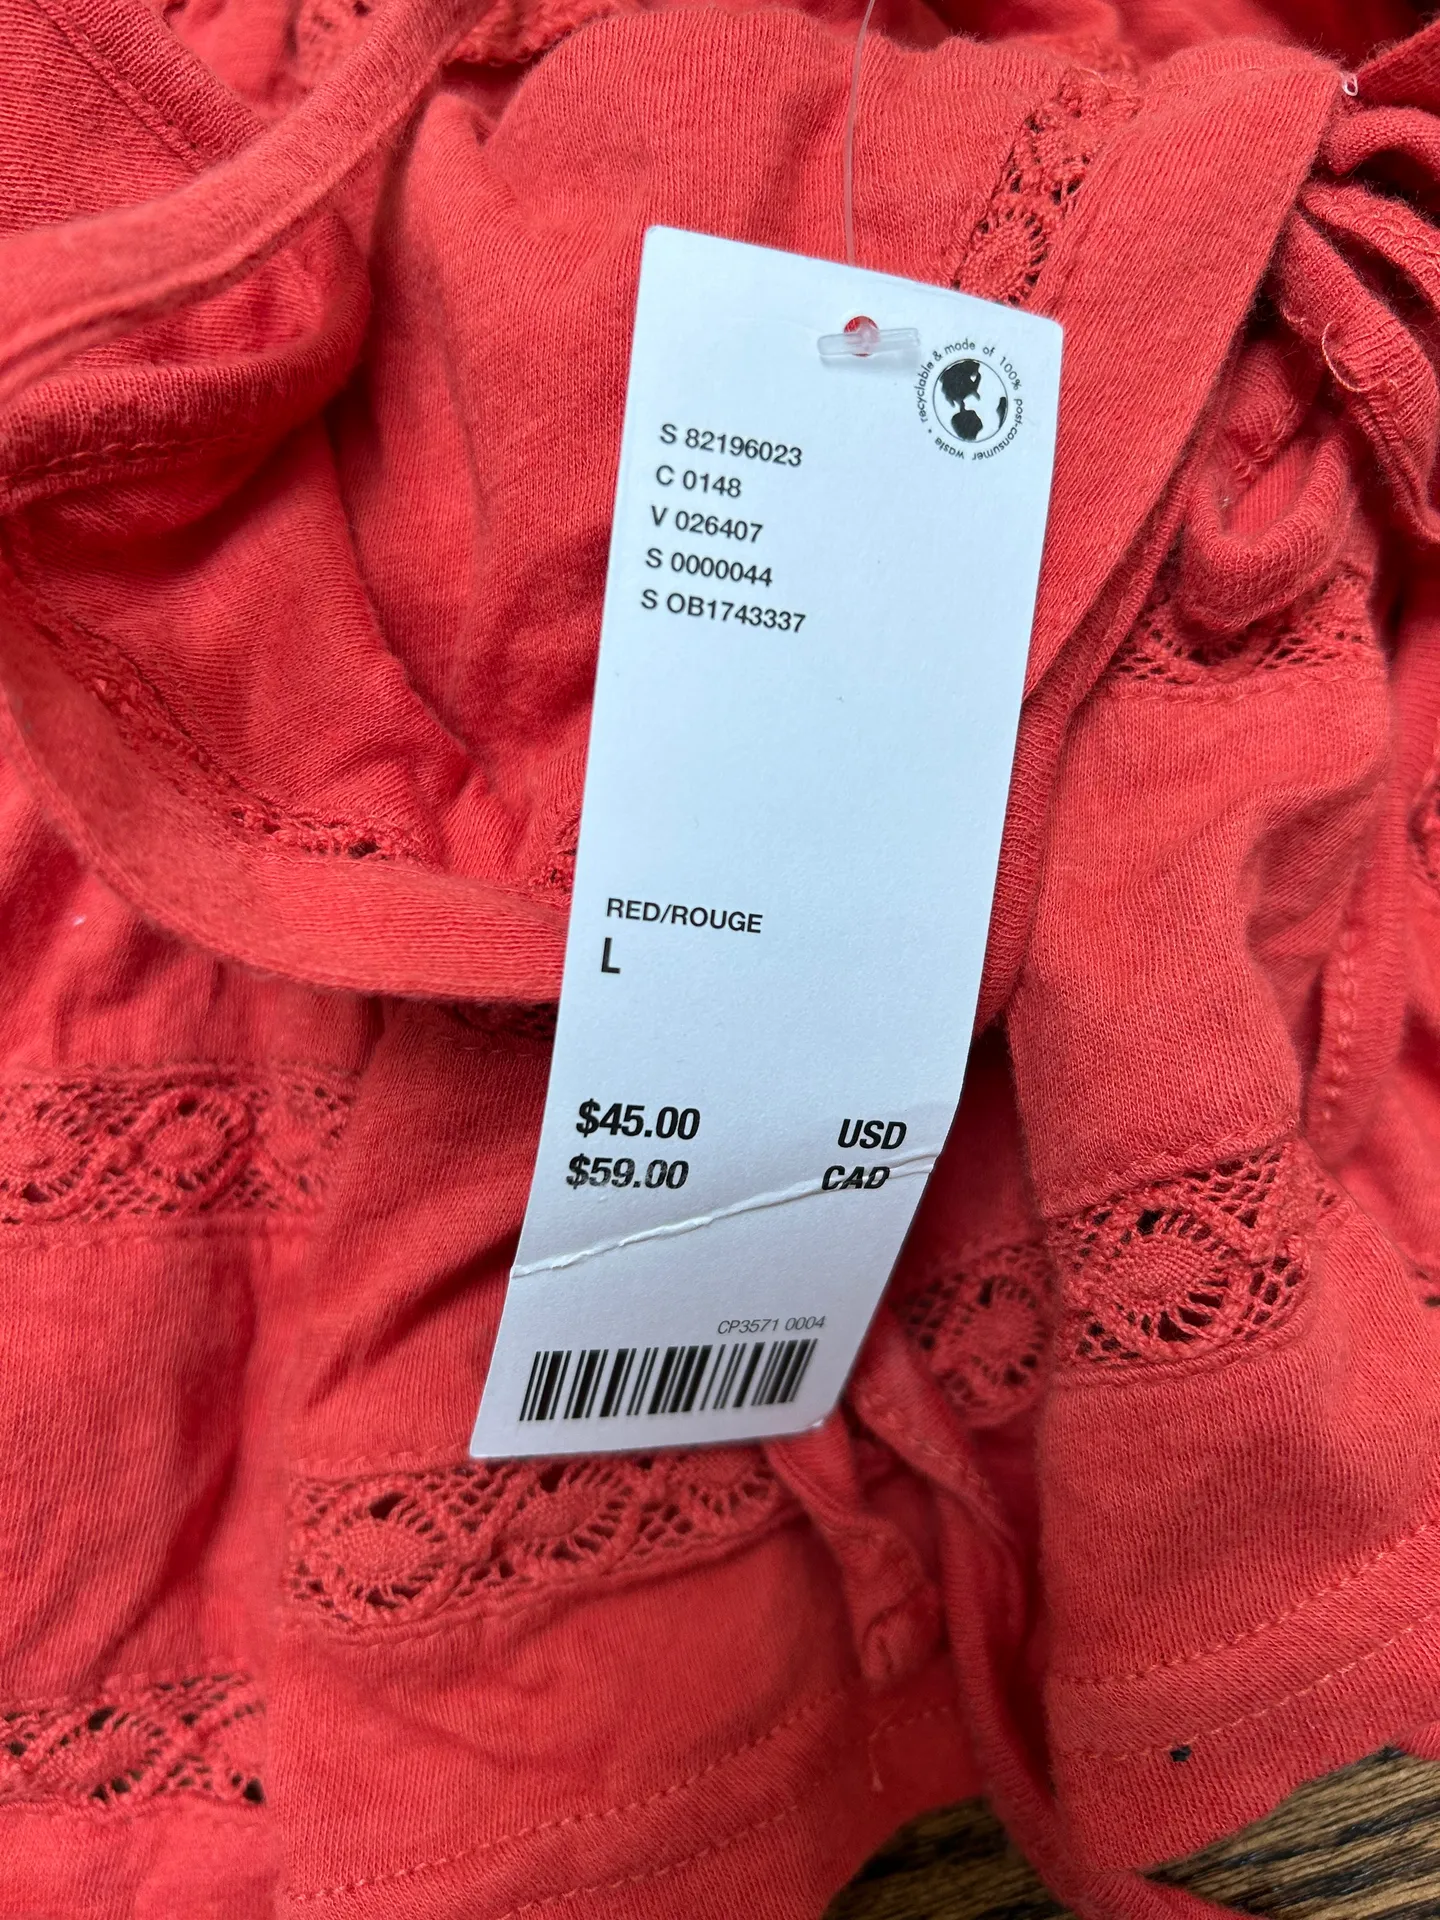 recyclable & made of 100% post-consumer waste •
S 82196023
C 0148
V 026407
S 0000044
S OB1743337
RED/ROUGE
L
$45.00 USD
$59.00 CAD
CP3571 0004